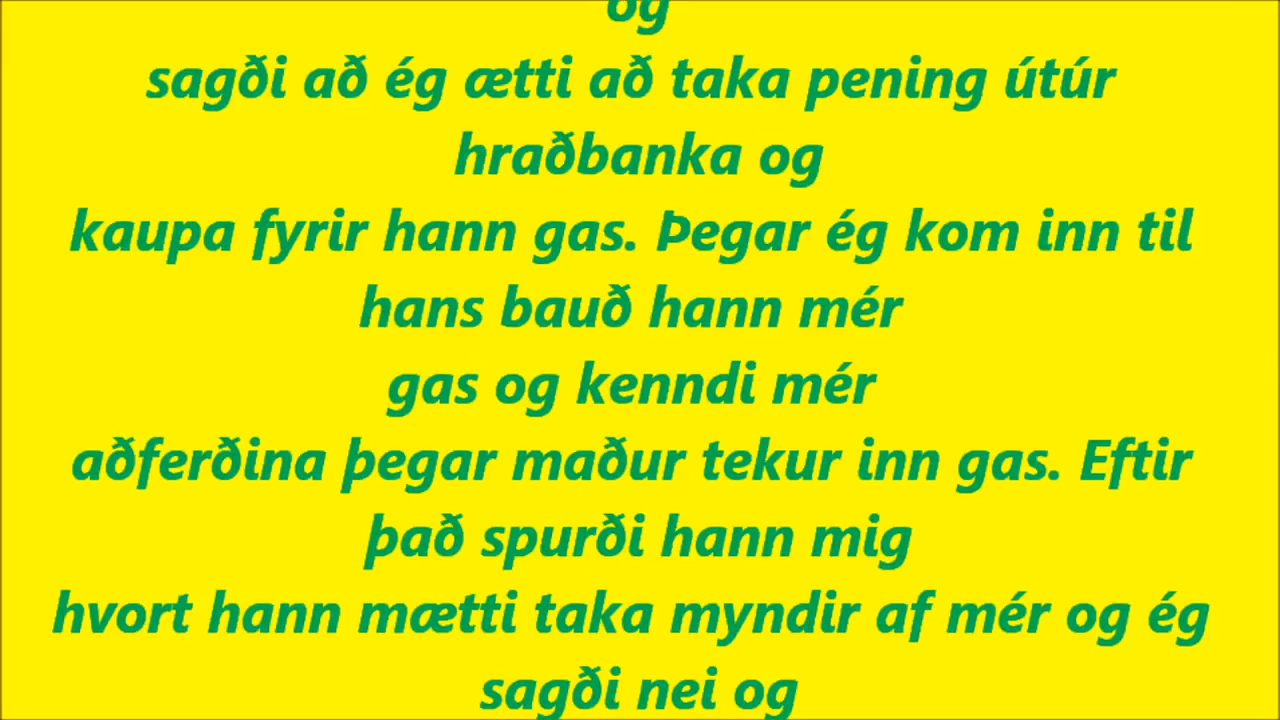 og
sagði að ég ætti að taka pening útúr
hraðbanka og
kaupa fyrir hann gas. Þegar ég kom inn til
hans bauð hann mér
gas og kenndi mér
aðferðina þegar maður tekur inn gas. Eftir
það spurði hann mig
hvort hann mætti taka myndir af mér og ég
sagði nei og